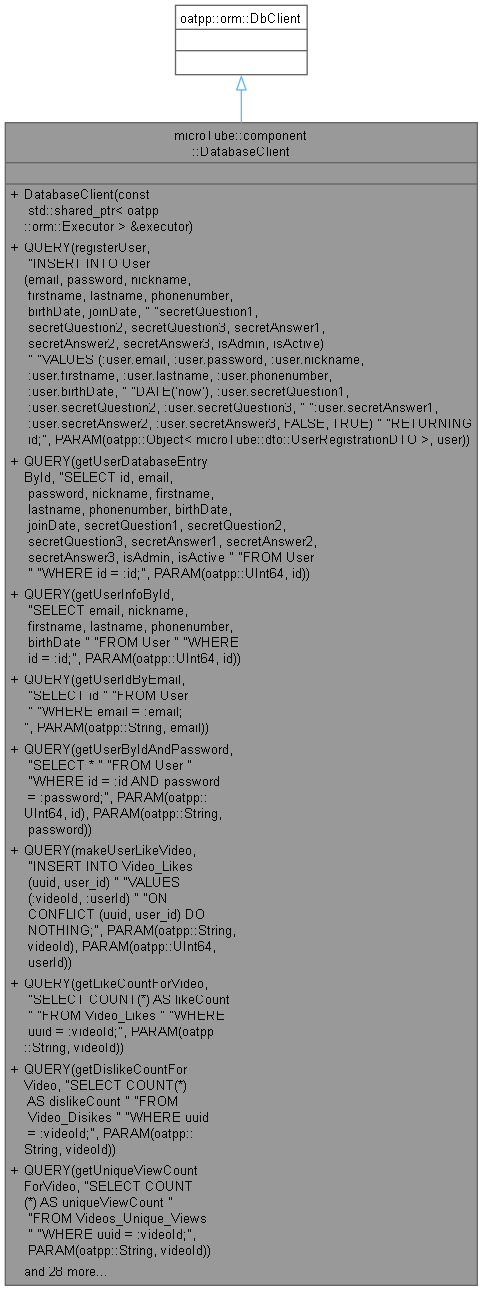 oatpp::orm::DbClient
microTube::component
::DatabaseClient
+ DatabaseClient(const
std::shared_ptr< oatpp
::orm::Executor > &executor)
+ QUERY(registerUser,
"INSERT INTO User
(email, password, nickname,
firstname, lastname, phonenumber,
birthDate, joinDate, " "secretQuestion1,
secretQuestion2, secretQuestion3, secretAnswer1,
secretAnswer2, secretAnswer3, isAdmin, isActive)
" "VALUES (:user.email, :user.password, :user.nickname,
:user.firstname, :user.lastname, :user.phonenumber,
:user.birthDate, " "DATE('now'), :user.secretQuestion1,
:user.secretQuestion2, :user.secretQuestion3, " ":user.secretAnswer1,
:user.secretAnswer2, :user.secretAnswer3, FALSE, TRUE) " "RETURNING
id;", PARAM(oatpp::Object< microTube::dto::UserRegistrationDTO >, user))
+ QUERY(getUserDatabaseEntry
ById, "SELECT id, email,
password, nickname, firstname,
lastname, phonenumber, birthDate,
joinDate, secretQuestion1, secretQuestion2,
secretQuestion3, secretAnswer1, secretAnswer2,
secretAnswer3, isAdmin, isActive " "FROM User
" "WHERE id = :id;", PARAM(oatpp::UInt64, id))
+ QUERY(getUserInfoById,
"SELECT email, nickname,
firstname, lastname, phonenumber,
birthDate " "FROM User " "WHERE
id = :id;", PARAM(oatpp::UInt64, id))
+ QUERY(getUserIdByEmail,
"SELECT id " "FROM User
" "WHERE email = :email;
", PARAM(oatpp::String, email))
+ QUERY(getUserByIdAndPassword,
"SELECT * " "FROM User "
"WHERE id = :id AND password
= :password;", PARAM(oatpp::
UInt64, id), PARAM(oatpp::String,
password))
+ QUERY(makeUserLikeVideo,
"INSERT INTO Video_Likes
(uuid, user_id) " "VALUES
(:videoId, :userId) " "ON
CONFLICT (uuid, user_id) DO
NOTHING;", PARAM(oatpp::String,
videoId), PARAM(oatpp::UInt64,
userId))
+ QUERY(getLikeCountForVideo,
"SELECT COUNT(*) AS likeCount
" "FROM Video_Likes " "WHERE
uuid = :videoId;", PARAM(oatpp
::String, videoId))
+ QUERY(getDislikeCountFor
Video, "SELECT COUNT(*)
AS dislikeCount " "FROM
Video_Disikes " "WHERE uuid
= :videoId;", PARAM(oatpp::
String, videoId))
+ QUERY(getUniqueViewCount
ForVideo, "SELECT COUNT
(*) AS uniqueViewCount "
"FROM Videos_Unique_Views
" "WHERE uuid = :videoId;",
PARAM(oatpp::String, videoId))
and 28 more...